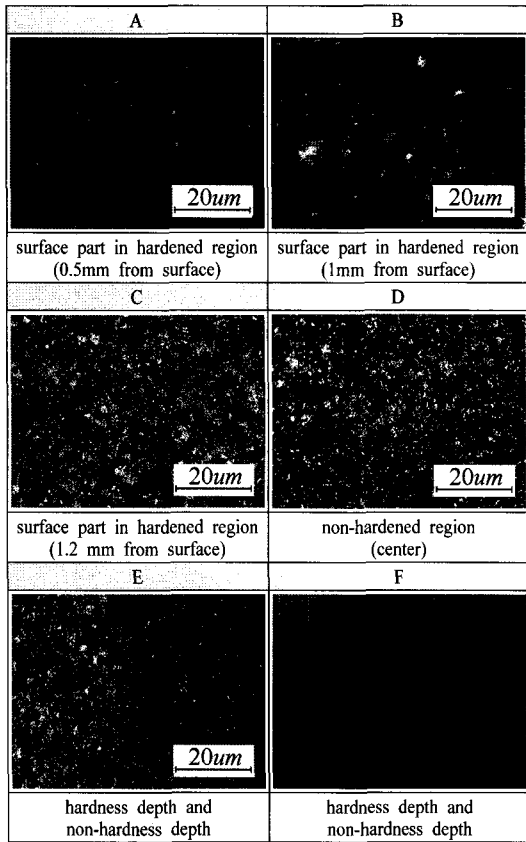 A
B
20um
20um
surface part in hardened region
(0.5mm from surface)
surface part in hardened region
(1mm from surface)
C
D
20um
20um
surface part in hardened region
(1.2 mm from surface)
non-hardened region
(center)
E
F
20um
hardness depth and
non-hardness depth
hardness depth and
non-hardness depth